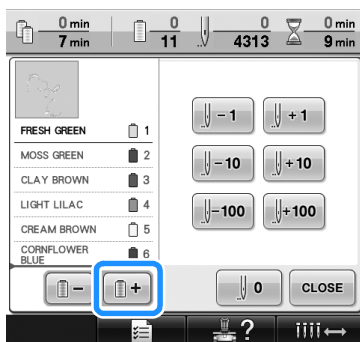 0 min 0 0 0 min
7 min 11 4313 9 min
FRESH GREEN 1
MOSS GREEN 2
CLAY BROWN 3
LIGHT LILAC 4
CREAM BROWN 5
CORNFLOWER
BLUE 6
- 1 + 1
-10 +10
-100 +100
- + 0 CLOSE
?